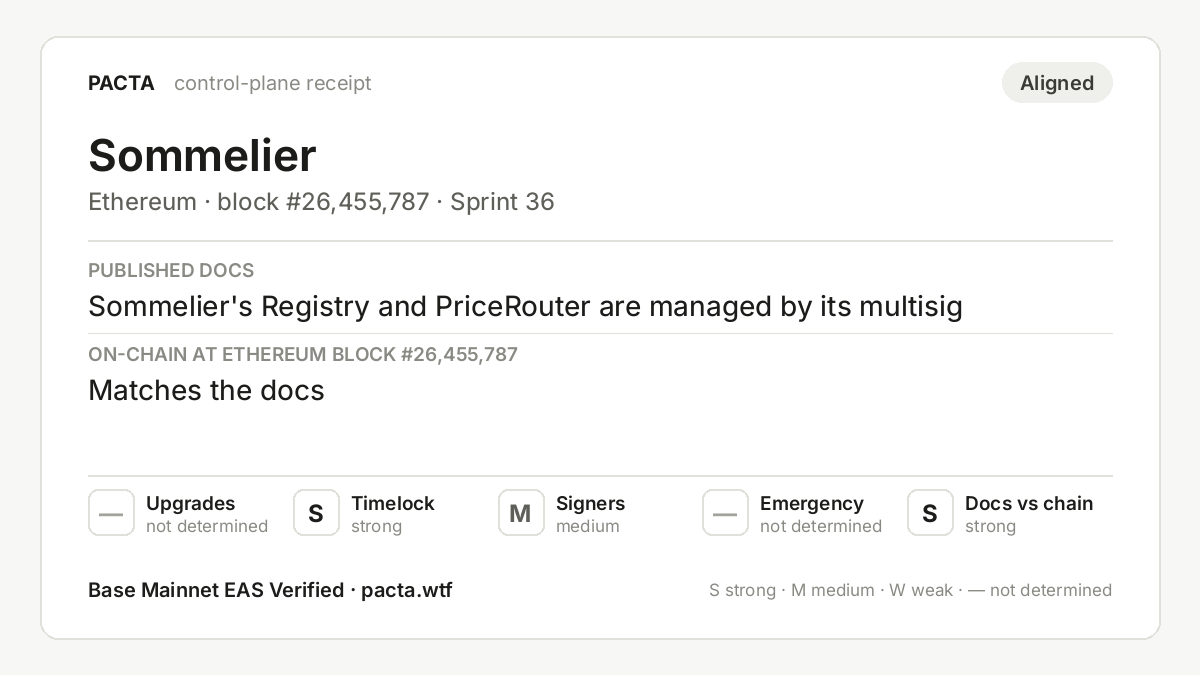 PACTA control-plane receipt Aligned
Sommelier
Ethereum · block #26,455,787 · Sprint 36
PUBLISHED DOCS
Sommelier's Registry and PriceRouter are managed by its multisig
ON-CHAIN AT ETHEREUM BLOCK #26,455,787
Matches the docs
— Upgrades S Timelock M Signers — Emergency S Docs vs chain
not determined strong medium not determined strong
Base Mainnet EAS Verified · pacta.wtf S strong · M medium · W weak · — not determined